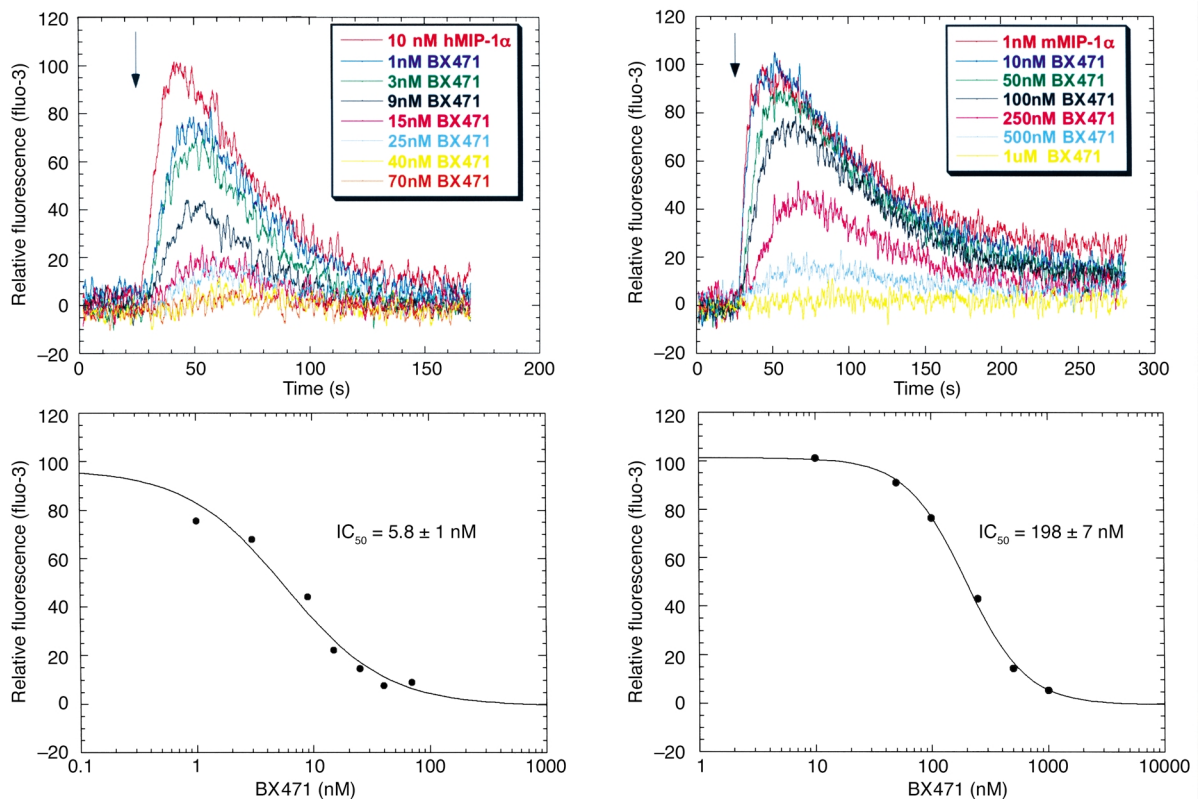 120
100
80
60
40
20
0
–20
Relative fluorescence (fluo-3)
10 nM hMIP-1α
1nM BX471
3nM BX471
9nM BX471
15nM BX471
25nM BX471
40nM BX471
70nM BX471
0
50
100
150
200
Time (s)
120
100
80
60
40
20
0
–20
Relative fluorescence (fluo-3)
1nM mMIP-1α
10nM BX471
50nM BX471
100nM BX471
250nM BX471
500nM BX471
1uM BX471
0
50
100
150
200
250
300
Time (s)
120
100
80
60
40
20
0
–20
Relative fluorescence (fluo-3)
IC50 = 5.8 ± 1 nM
0.1
1
10
100
1000
BX471 (nM)
120
100
80
60
40
20
0
–20
Relative fluorescence (fluo-3)
IC50 = 198 ± 7 nM
1
10
100
1000
10000
BX471 (nM)